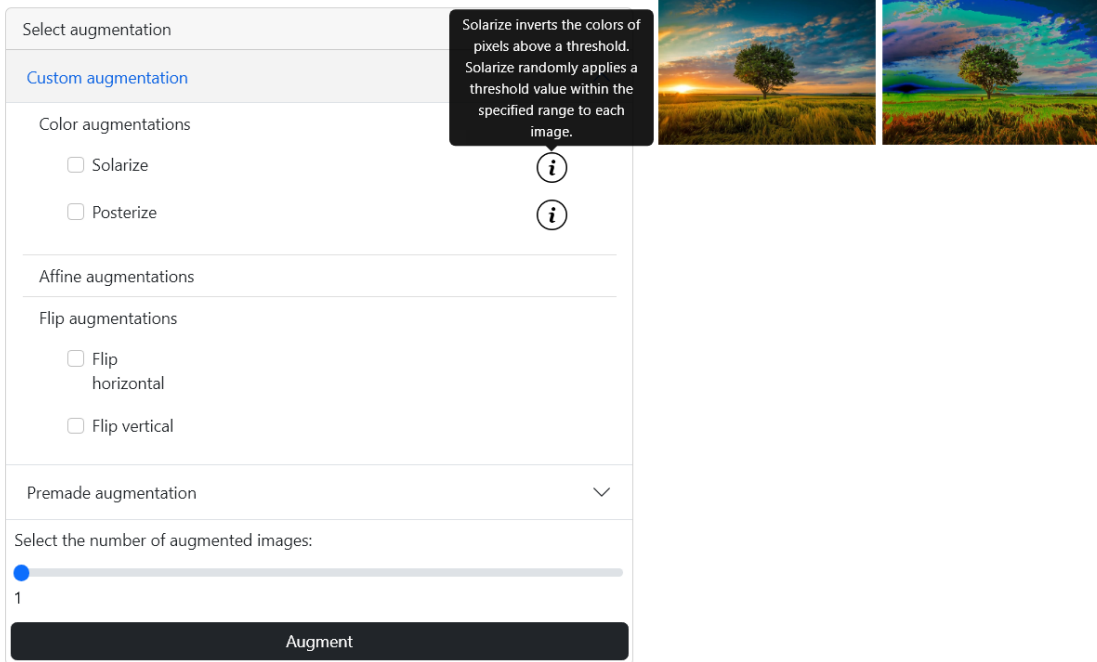 Select augmentation
Solarize inverts the colors of
pixels above a threshold.
Solarize randomly applies a
threshold value within the
specified range to each
image.
Custom augmentation
Color augmentations
Solarize
i
Posterize
i
Affine augmentations
Flip augmentations
Flip
horizontal
Flip vertical
Premade augmentation
Select the number of augmented images:
1
Augment